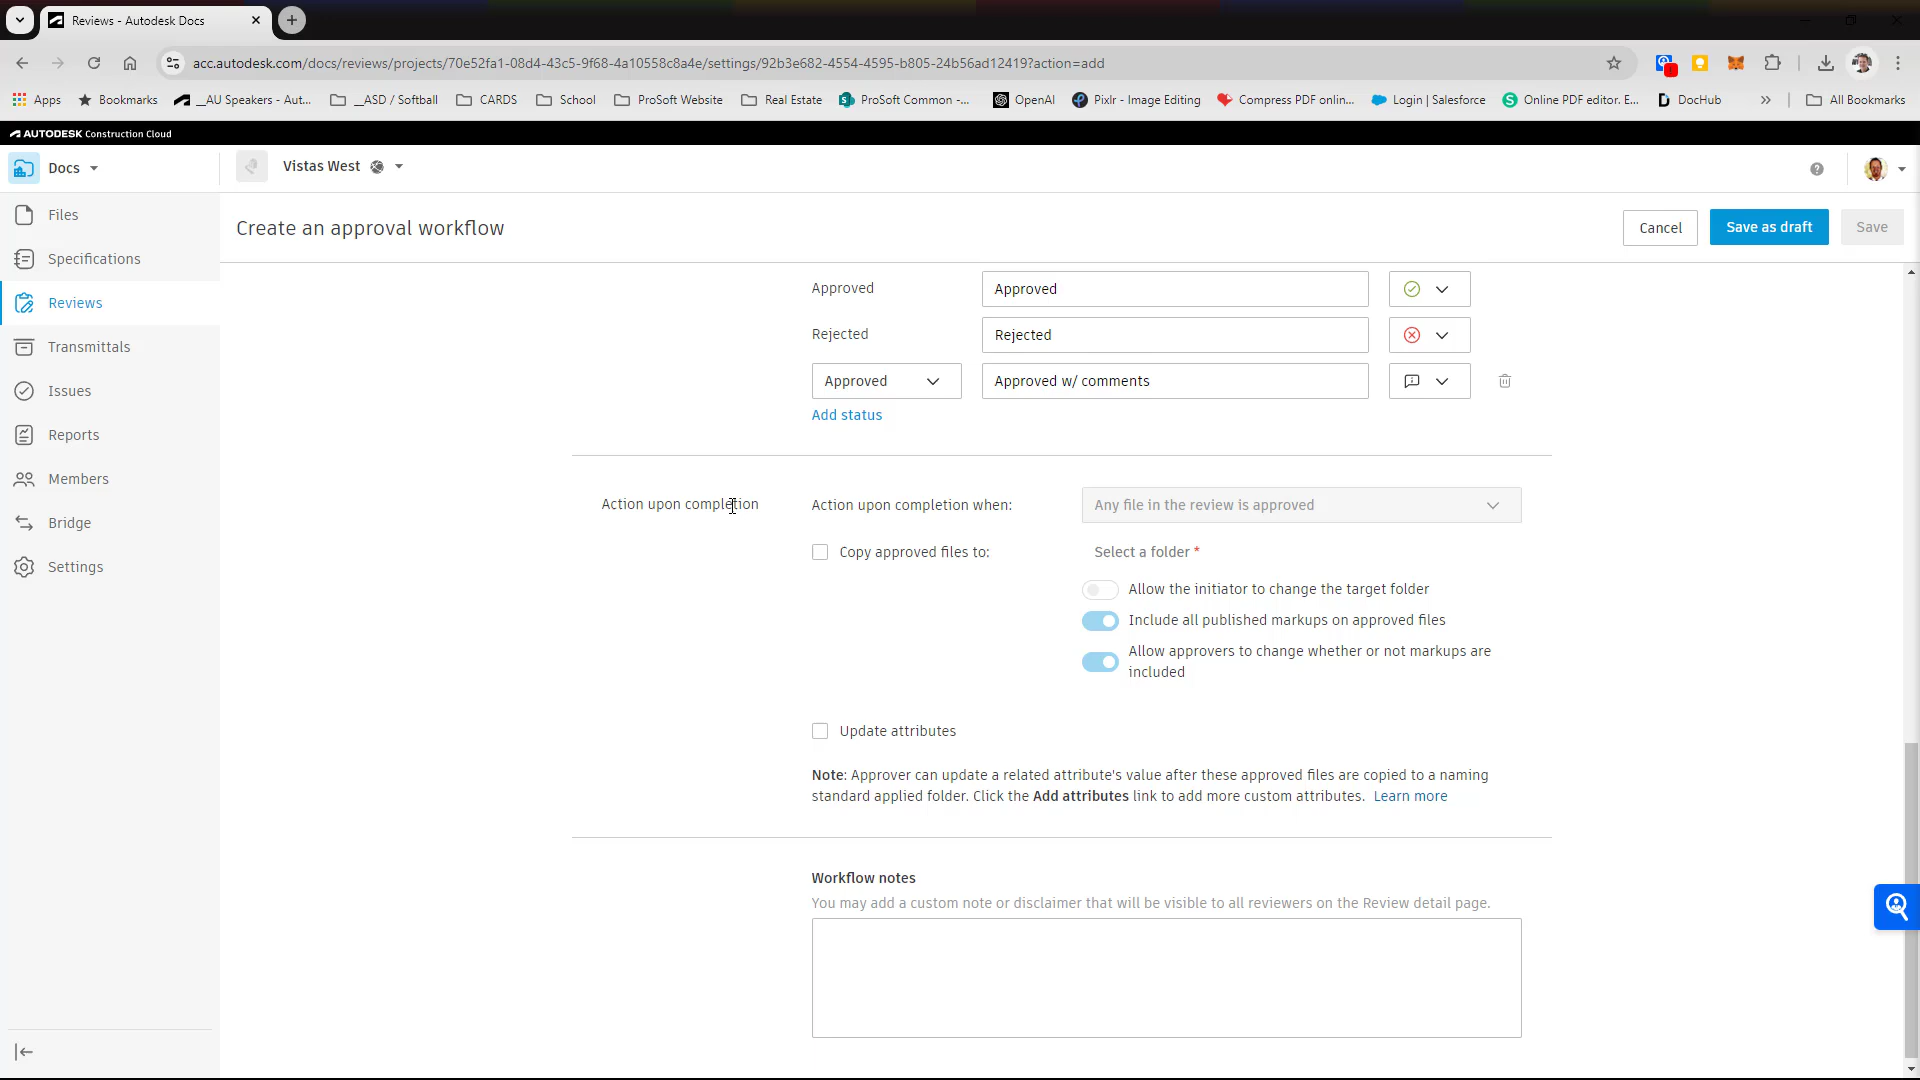 Reviews - Autodesk Docs
acc.autodesk.com/docs/reviews/projects/70e52fa1-08d4-43c5-9f68-4a10558c8a4e/settings/92b3e682-4554-4595-b805-24b56ad12419?action=add
Apps Bookmarks __AU Speakers - Aut... __ASD / Softball CARDS School ProSoft Website Real Estate ProSoft Common -... OpenAI Pixlr - Image Editing Compress PDF onlin... Login | Salesforce Online PDF editor. E... DocHub » All Bookmarks
AUTODESK Construction Cloud
Docs Vistas West
Files
Specifications
Reviews
Transmittals
Issues
Reports
Members
Bridge
Settings
Create an approval workflow Cancel Save as draft Save
Approved Approved
Rejected Rejected
Approved Approved w/ comments
Add status
Action upon completion Action upon completion when: Any file in the review is approved
Copy approved files to: Select a folder *
Allow the initiator to change the target folder
Include all published markups on approved files
Allow approvers to change whether or not markups are
included
Update attributes
Note: Approver can update a related attribute's value after these approved files are copied to a naming
standard applied folder. Click the Add attributes link to add more custom attributes. Learn more
Workflow notes
You may add a custom note or disclaimer that will be visible to all reviewers on the Review detail page.